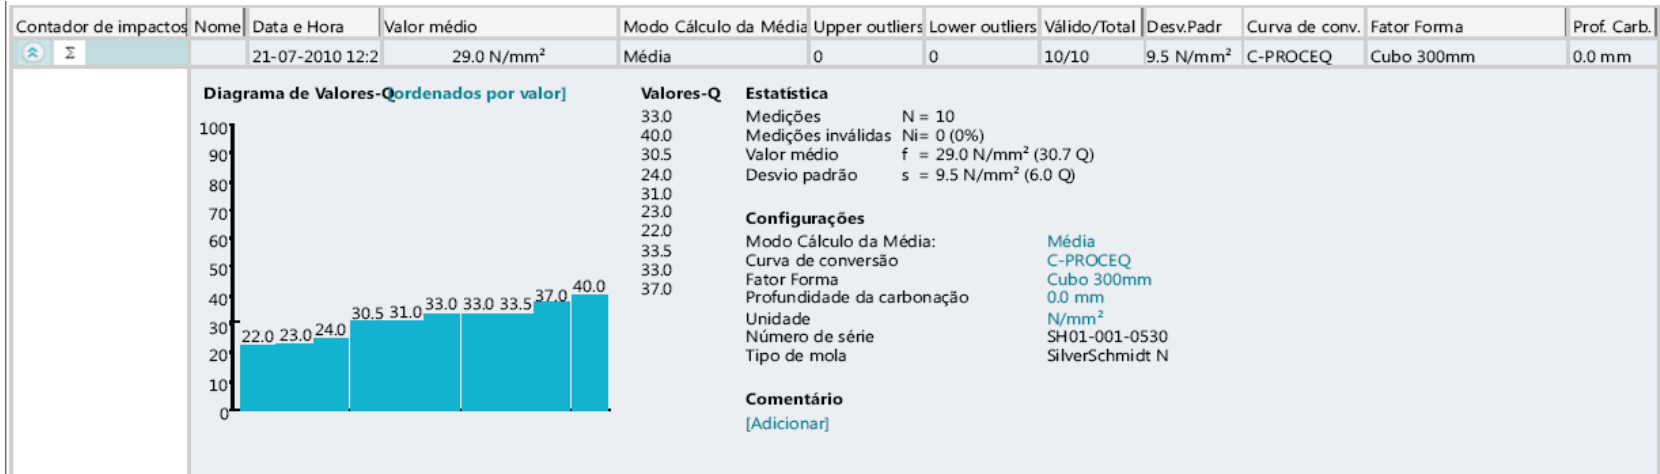 Contador de impactos Nome Data e Hora Valor médio Modo Cálculo da Média Upper outliers Lower outliers Válido/Total Desv.Padr Curva de conv. Fator Forma Prof. Carb.
Σ 21-07-2010 12:2 29.0 N/mm² Média 0 0 10/10 9.5 N/mm² C-PROCEQ Cubo 300mm 0.0 mm
Diagrama de Valores-Q[ordenados por valor]
100
90
80
70
60
50
40
30
20
10
0
22.0 23.0 24.0 30.5 31.0 33.0 33.0 33.5 37.0 40.0
Valores-Q
33.0
40.0
30.5
24.0
31.0
23.0
22.0
33.5
33.0
37.0
Estatística
Medições N = 10
Medições inválidas Ni= 0 (0%)
Valor médio f = 29.0 N/mm² (30.7 Q)
Desvio padrão s = 9.5 N/mm² (6.0 Q)
Configurações
Modo Cálculo da Média: Média
Curva de conversão C-PROCEQ
Fator Forma Cubo 300mm
Profundidade da carbonação 0.0 mm
Unidade N/mm²
Número de série SH01-001-0530
Tipo de mola SilverSchmidt N
Comentário
[Adicionar]